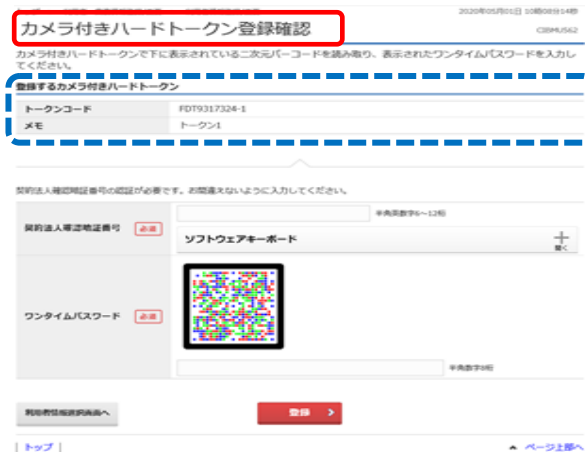 2020年05月01日 10時08分14秒
カメラ付きハードトークン登録確認
CIBMUS62
カメラ付きハードトークンで下に表示されている二次元バーコードを読み取り、表示されたワンタイムパスワードを入力し
てください。
登録するカメラ付きハードトークン
トークンコード FDT9317324-1
メモ トークン1
契約法人確認暗証番号の認証が必要です。お間違えないように入力してください。
契約法人確認暗証番号 必須 半角英数字6~12桁
ソフトウェアキーボード 開く
ワンタイムパスワード 必須
半角数字8桁
利用者情報選択画面へ 登録
トップ ページ上部へ